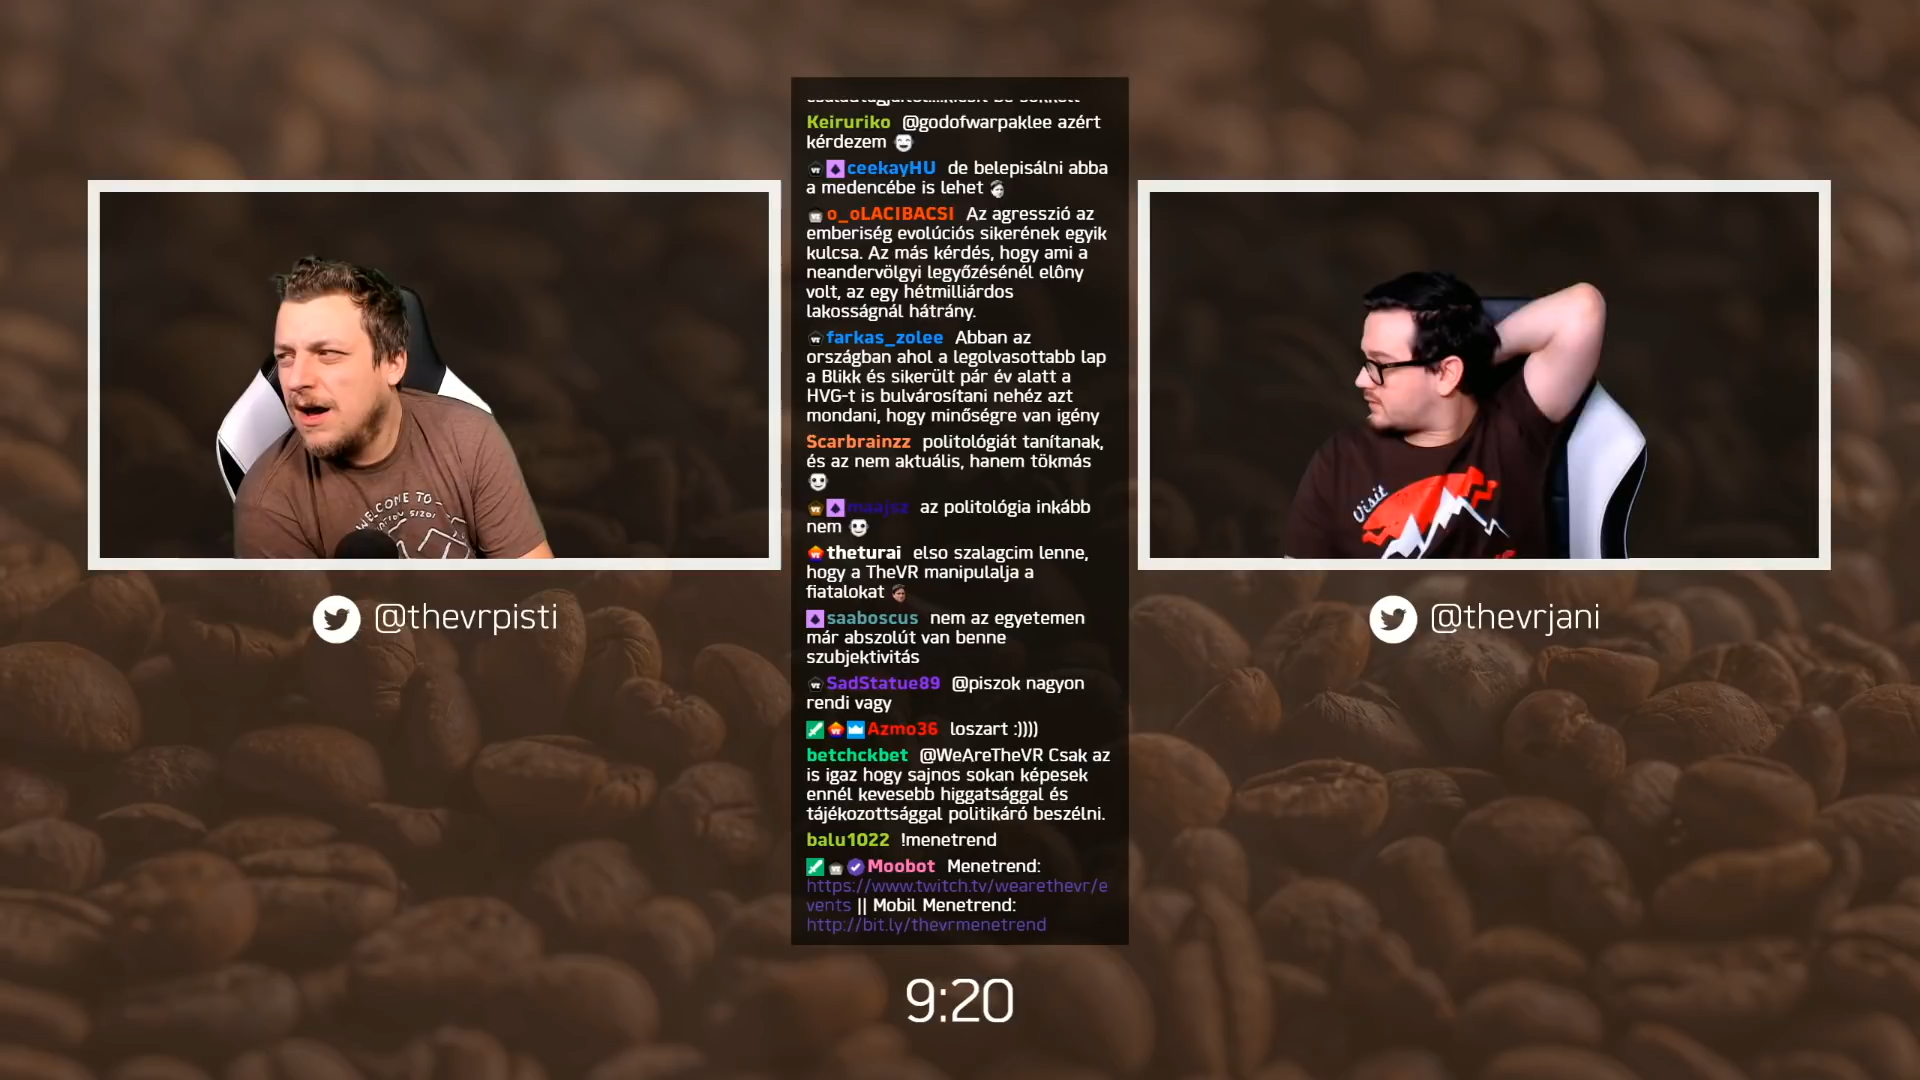 Keiruriko @godofwarpaklee azért
kérdezem
ceekayHU de belepisálni abba
a medencébe is lehet
o_oLACIBACSI Az agresszió az
emberiség evolúciós sikerének egyik
kulcsa. Az más kérdés, hogy ami a
neandervölgyi legyőzésénél elôny
volt, az egy hétmilliárdos
lakosságnál hátrány.
farkas_zolee Abban az
országban ahol a legolvasottabb lap
a Blikk és sikerült pár év alatt a
HVG-t is bulvárosítani nehéz azt
mondani, hogy minőségre van igény
Scarbrainzz politológiát tanítanak,
és az nem aktuális, hanem tökmás
maajsz az politológia inkább
nem
theturai elso szalagcim lenne,
hogy a TheVR manipulalja a
fiatalokat
saaboscus nem az egyetemen
már abszolút van benne
szubjektivitás
SadStatue89 @piszok nagyon
rendi vagy
Azmo36 loszart :))))
betchckbet @WeAreTheVR Csak az
is igaz hogy sajnos sokan képesek
ennél kevesebb higgatsággal és
tájékozottsággal politikáró beszélni.
balu1022 !menetrend
Moobot Menetrend:
https://www.twitch.tv/wearethevr/e
vents || Mobil Menetrend:
http://bit.ly/thevrmenetrend
WELCOME TO
@thevrpisti
Visit
@thevrjani
9:20